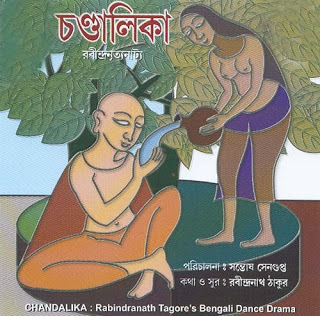 চণ্ডালিকা
রবীন্দ্রনৃত্যনাট্য
পরিচালনা ঃ সন্তোষ সেনগুপ্ত
কথা ও সুর ঃ রবীন্দ্রনাথ ঠাকুর
CHANDALIKA : Rabindranath Tagore's Bengali Dance Drama